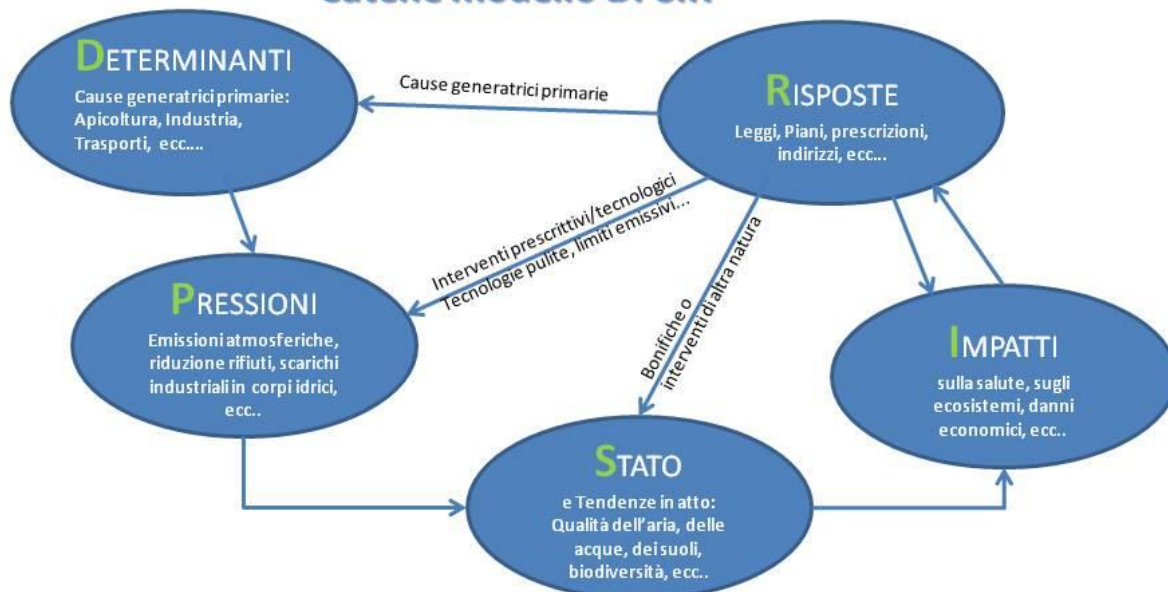 Catene modello DPSIR
DETERMINANTI
Cause generatrici primarie:
Apicoltura, Industria,
Trasporti, ecc....
Cause generatrici primarie
RISPOSTE
Leggi, Piani, prescrizioni,
indirizzi, ecc...
Interventi prescrittivi/tecnologici
Tecnologie pulite, limiti emissivi...
Bonifiche o
interventi di altra natura
PRESSIONI
Emissioni atmosferiche,
riduzione rifiuti, scarichi
industriali in corpi idrici,
ecc..
IMPATTI
sulla salute, sugli
ecosistemi, danni
economici, ecc..
STATO
e Tendenze in atto:
Qualità dell'aria, delle
acque, dei suoli,
biodiversità, ecc..